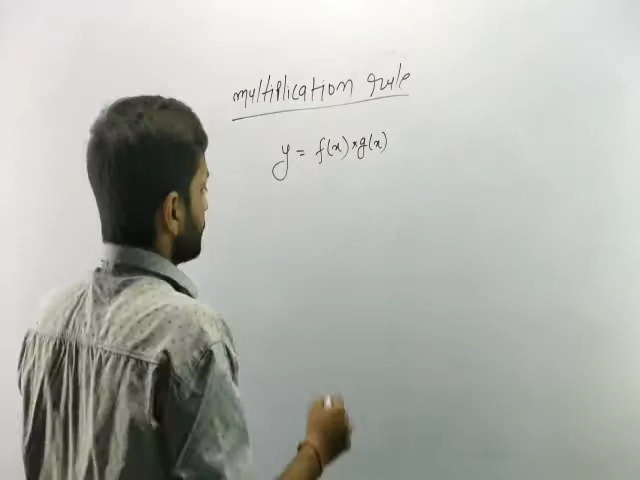 multiplication rule
y = f(x) × g(x)